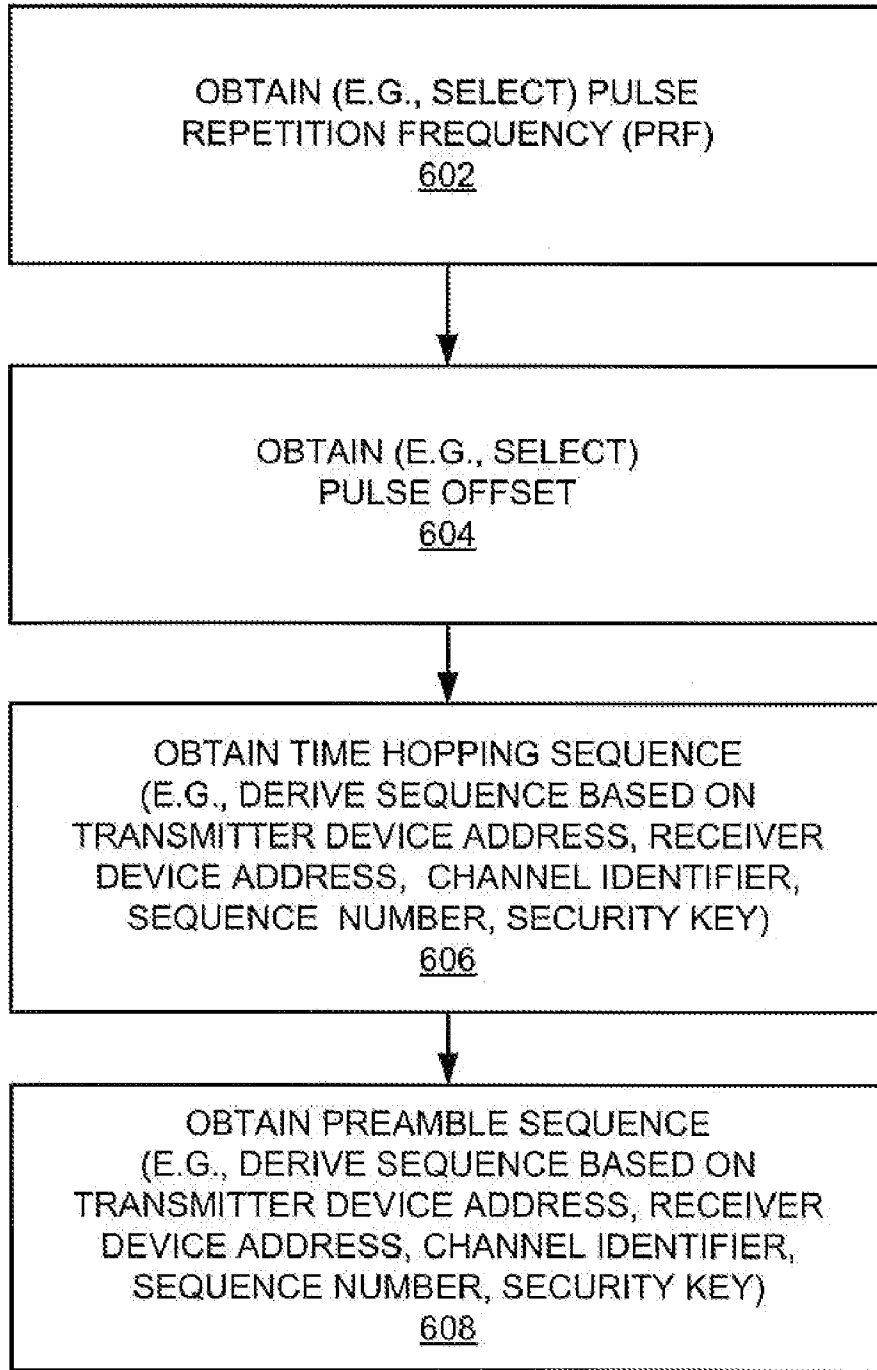 OBTAIN (E.G., SELECT) PULSE
REPETITION FREQUENCY (PRF)
602
OBTAIN (E.G., SELECT)
PULSE OFFSET
604
OBTAIN TIME HOPPING SEQUENCE
(E.G., DERIVE SEQUENCE BASED ON
TRANSMITTER DEVICE ADDRESS, RECEIVER
DEVICE ADDRESS, CHANNEL IDENTIFIER,
SEQUENCE NUMBER, SECURITY KEY)
606
OBTAIN PREAMBLE SEQUENCE
(E.G., DERIVE SEQUENCE BASED ON
TRANSMITTER DEVICE ADDRESS, RECEIVER
DEVICE ADDRESS, CHANNEL IDENTIFIER,
SEQUENCE NUMBER, SECURITY KEY)
608